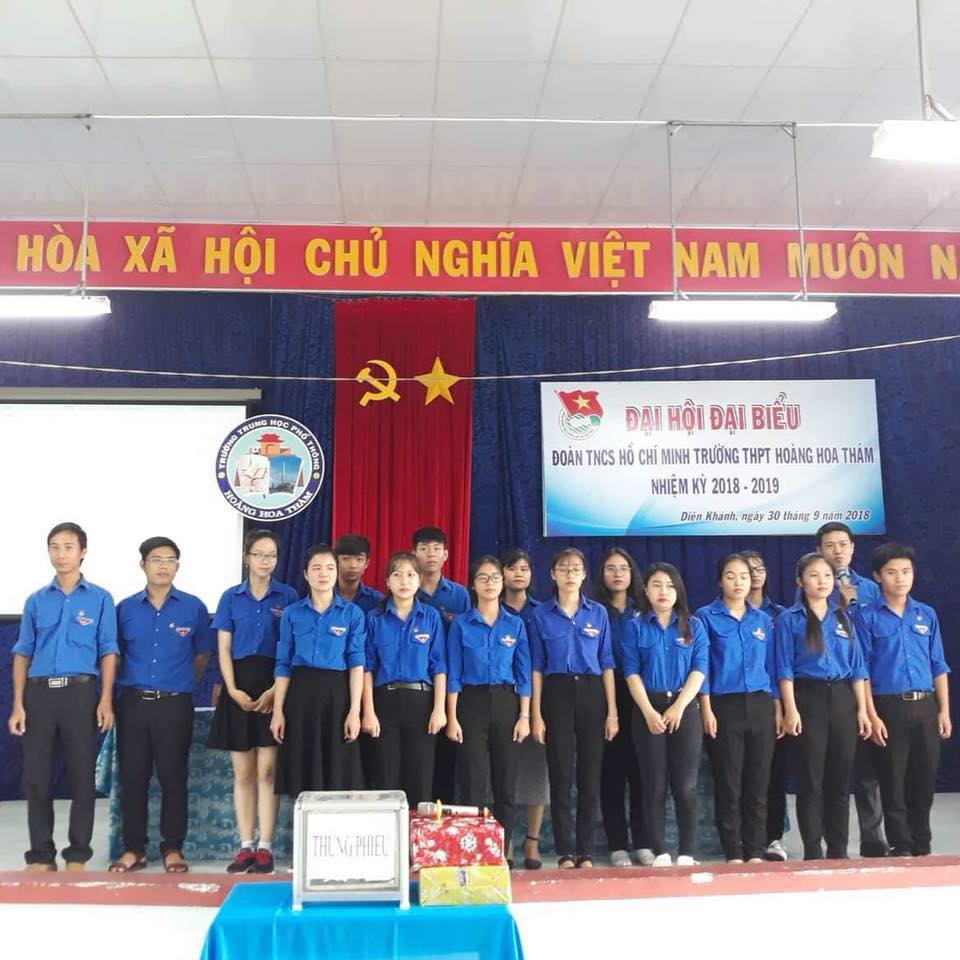 HÒA XÃ HỘI CHỦ NGHĨA VIỆT NAM MUÔN N
ĐẠI HỘI ĐẠI BIỂU
ĐOÀN TNCS HỒ CHÍ MINH TRƯỜNG THPT HOÀNG HOA THÁM
NHIỆM KỲ 2018 - 2019
Diên Khánh, ngày 30 tháng 9 năm 2018
TRƯỜNG TRUNG HỌC PHỔ THÔNG
HOÀNG HOA THÁM
THÙNG PHIẾU